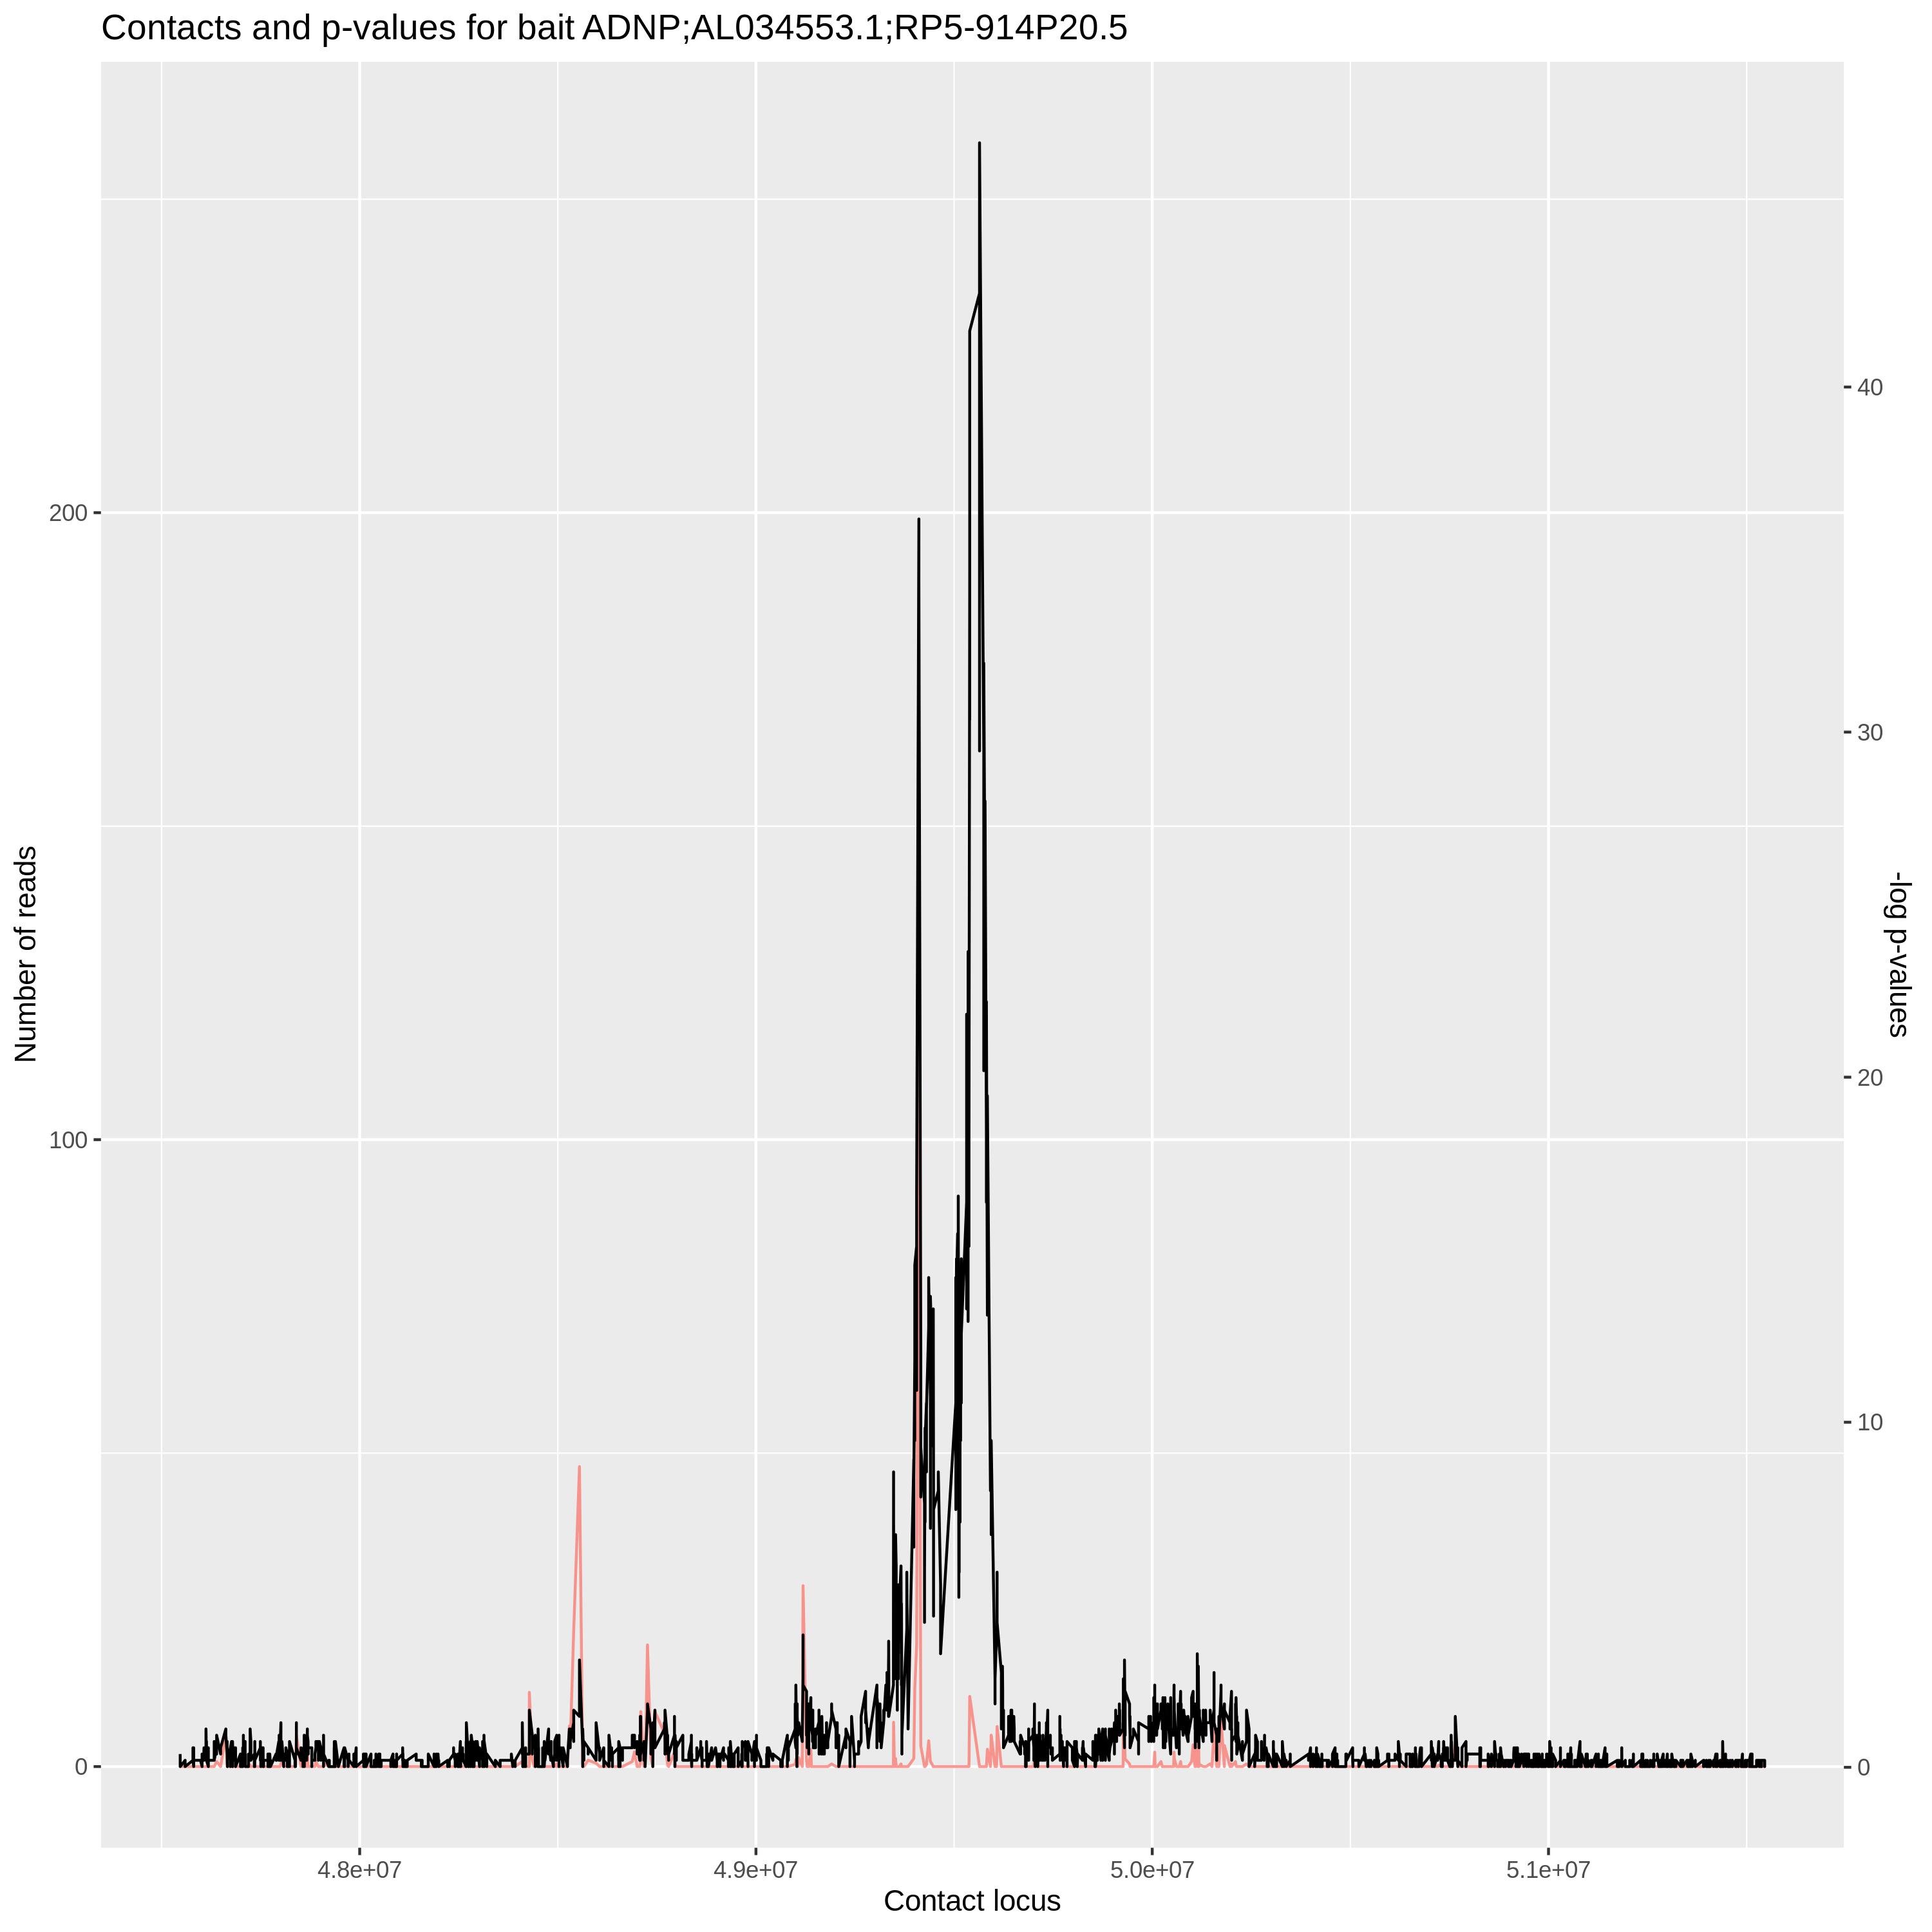 Contacts and p-values for bait ADNP;AL034553.1;RP5-914P20.5
Number of reads
200
100
0
40
30
20
10
0
-log p-values
4.8e+07
4.9e+07
5.0e+07
5.1e+07
Contact locus